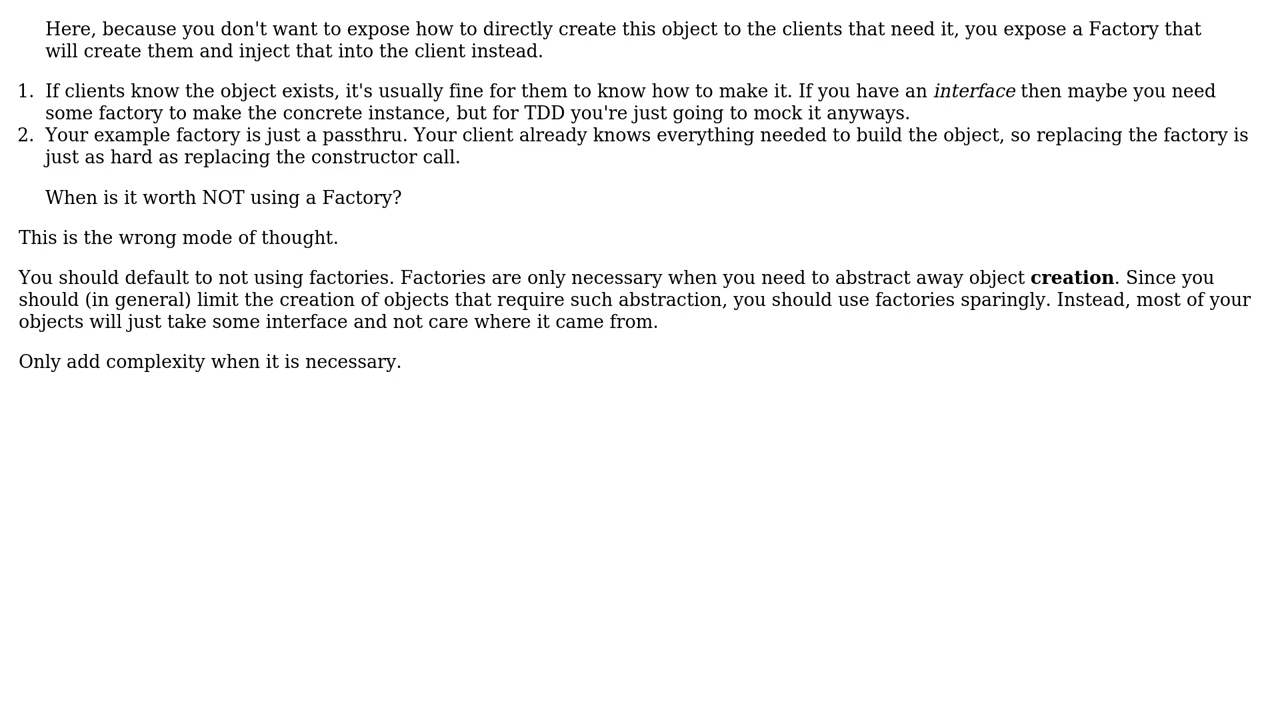 Here, because you don't want to expose how to directly create this object to the clients that need it, you expose a Factory that
will create them and inject that into the client instead.
1. If clients know the object exists, it's usually fine for them to know how to make it. If you have an interface then maybe you need
some factory to make the concrete instance, but for TDD you're just going to mock it anyways.
2. Your example factory is just a passthru. Your client already knows everything needed to build the object, so replacing the factory is
just as hard as replacing the constructor call.
When is it worth NOT using a Factory?
This is the wrong mode of thought.
You should default to not using factories. Factories are only necessary when you need to abstract away object creation. Since you
should (in general) limit the creation of objects that require such abstraction, you should use factories sparingly. Instead, most of your
objects will just take some interface and not care where it came from.
Only add complexity when it is necessary.